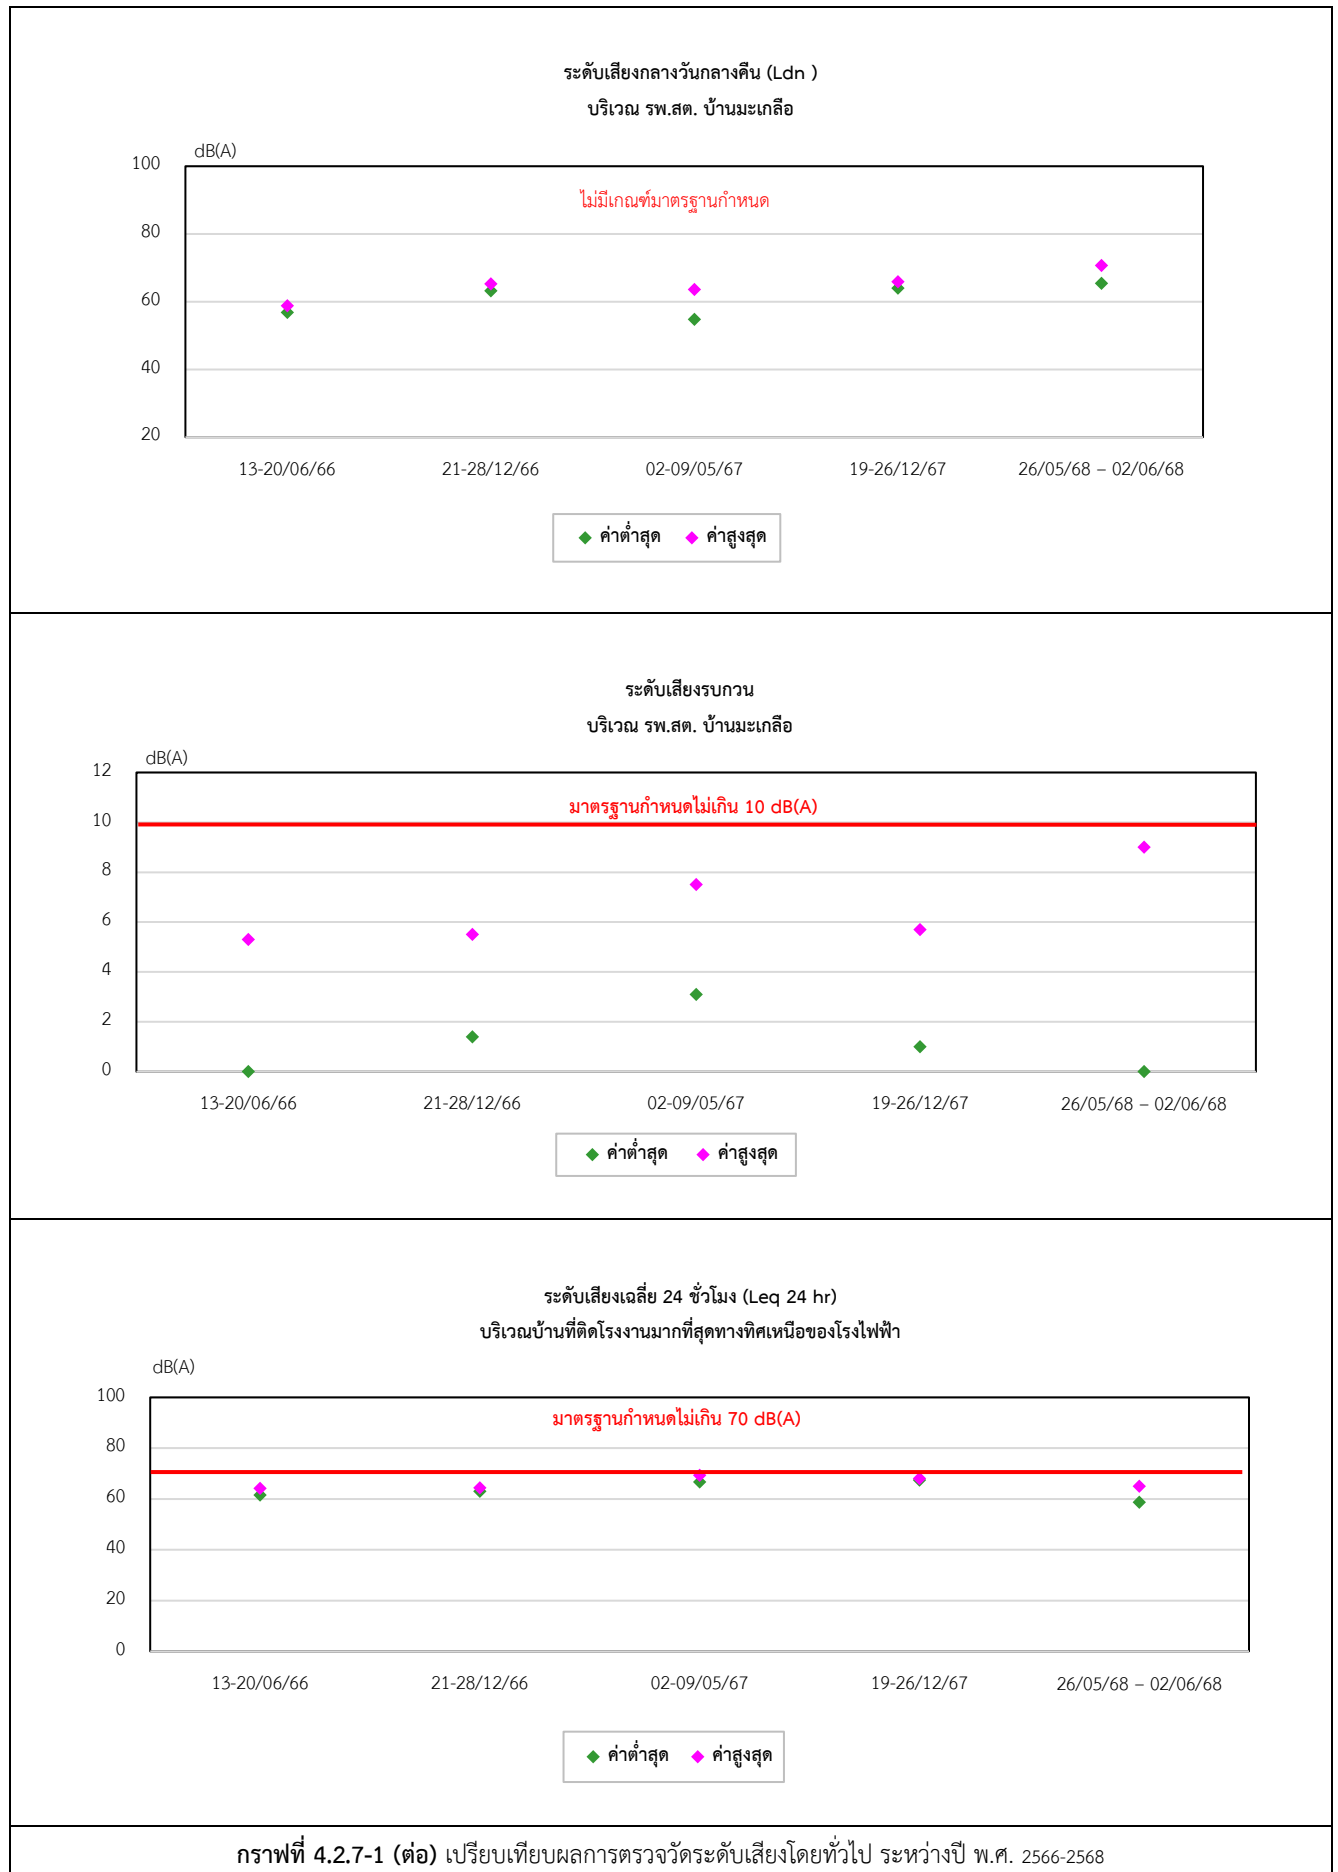 ระดับเสียงกลางวันกลางคืน (Ldn )
บริเวณ รพ.สต. บ้านมะเกลือ
dB(A)
100
ไม่มีเกณฑ์มาตรฐานกำหนด
80
60
40
20
13-20/06/66 21-28/12/66 02-09/05/67 19-26/12/67 26/05/68 – 02/06/68
ค่าต่ำสุด ค่าสูงสุด
ระดับเสียงรบกวน
บริเวณ รพ.สต. บ้านมะเกลือ
dB(A)
12
มาตรฐานกำหนดไม่เกิน 10 dB(A)
10
8
6
4
2
0
13-20/06/66 21-28/12/66 02-09/05/67 19-26/12/67 26/05/68 – 02/06/68
ค่าต่ำสุด ค่าสูงสุด
ระดับเสียงเฉลี่ย 24 ชั่วโมง (Leq 24 hr)
บริเวณบ้านที่ติดโรงงานมากที่สุดทางทิศเหนือของโรงไฟฟ้า
dB(A)
100
มาตรฐานกำหนดไม่เกิน 70 dB(A)
80
60
40
20
0
13-20/06/66 21-28/12/66 02-09/05/67 19-26/12/67 26/05/68 – 02/06/68
ค่าต่ำสุด ค่าสูงสุด
กราฟที่ 4.2.7-1 (ต่อ) เปรียบเทียบผลการตรวจวัดระดับเสียงโดยทั่วไป ระหว่างปี พ.ศ. 2566-2568